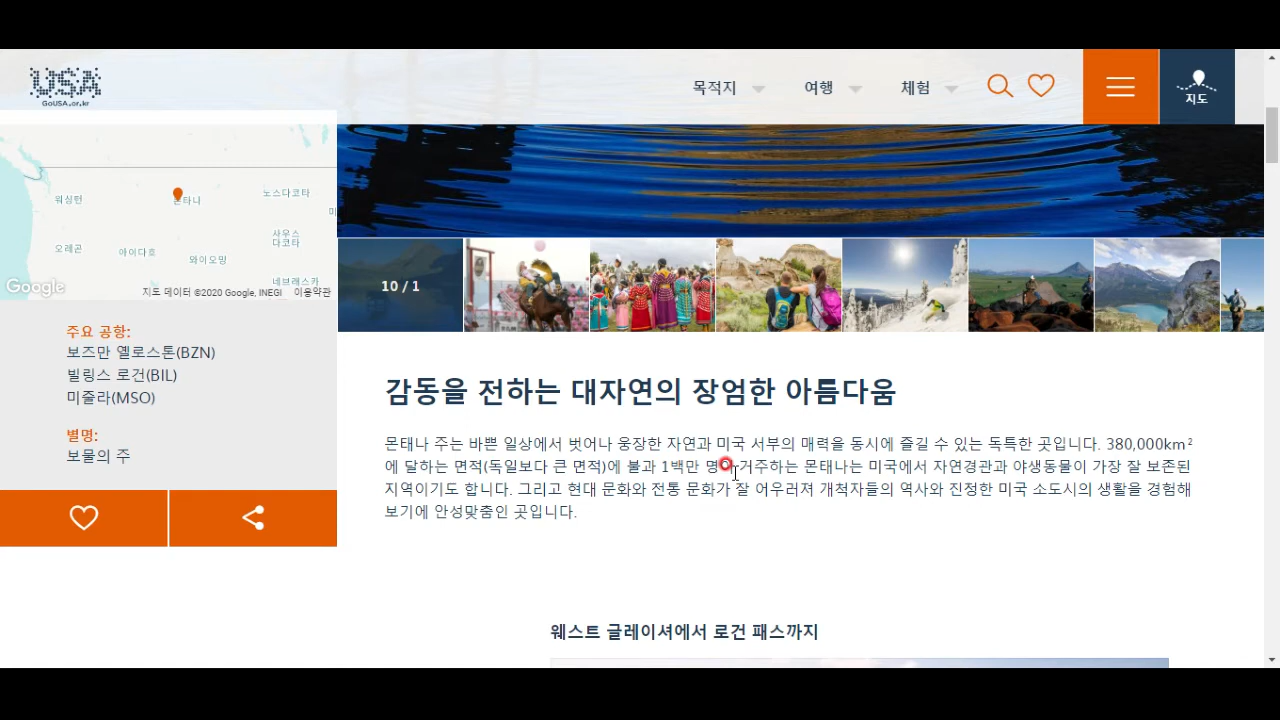 USA
GoUSA.or.kr
목적지
여행
체험
지도
워싱턴
몬타나
노스다코타
오레곤
아이다호
와이오밍
사우스
다코타
네브래스카
Google
지도 데이터 ©2020 Google, INEGI 이용약관
10 / 1
주요 공항:
보즈만 옐로스톤(BZN)
빌링스 로건(BIL)
미줄라(MSO)
별명:
보물의 주
감동을 전하는 대자연의 장엄한 아름다움
몬태나 주는 바쁜 일상에서 벗어나 웅장한 자연과 미국 서부의 매력을 동시에 즐길 수 있는 독특한 곳입니다. 380,000km²
에 달하는 면적(독일보다 큰 면적)에 불과 1백만 명이 거주하는 몬태나는 미국에서 자연경관과 야생동물이 가장 잘 보존된
지역이기도 합니다. 그리고 현대 문화와 전통 문화가 잘 어우러져 개척자들의 역사와 진정한 미국 소도시의 생활을 경험해
보기에 안성맞춤인 곳입니다.
웨스트 글레이셔에서 로건 패스까지